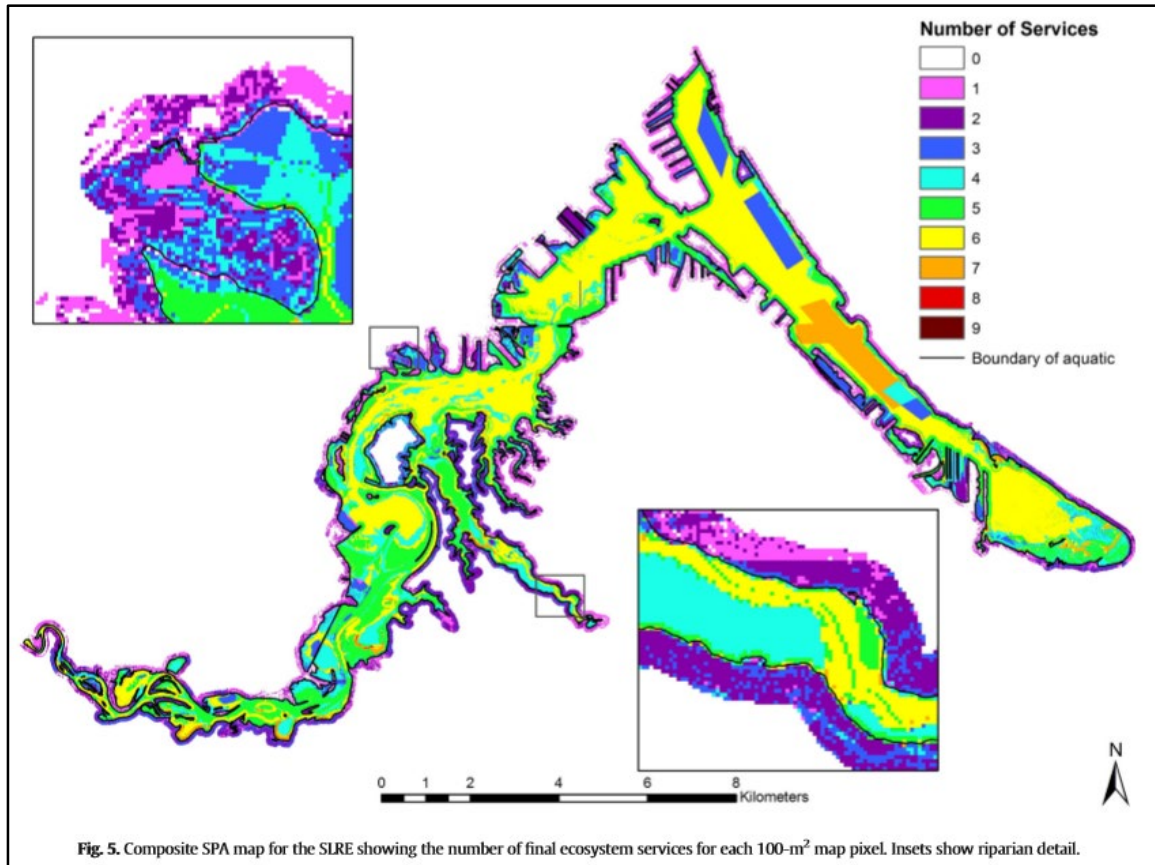 Number of Services
0
1
2
3
4
5
6
7
8
9
Boundary of aquatic
N
0 1 2 4 6 8
Kilometers
Fig. 5. Composite SPA map for the SLRE showing the number of final ecosystem services for each 100-m² map pixel. Insets show riparian detail.